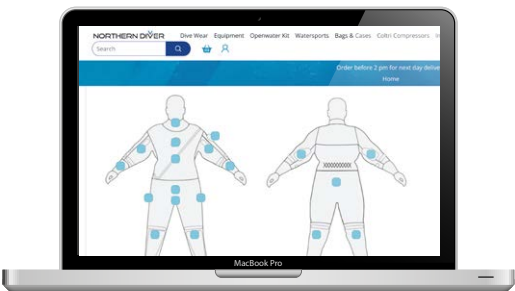 NORTHERN DIVER
Dive Wear Equipment Openwater Kit Watersports Bags & Cases Coltri Compressors
Search
Order before 2 pm for next day delive
Home
MacBook Pro